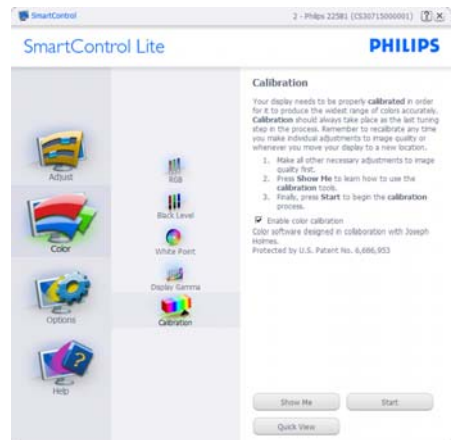 SmartControl
2 - Philips 225B1 (CS30715000001)
SmartControl Lite
PHILIPS
Adjust
Color
Options
Help
RGB
Black Level
White Point
Display Gamma
Calibration
Calibration
Your display needs to be properly calibrated in order
for it to produce the widest range of colors accurately.
Calibration should always take place as the last tuning
step in the process. Remember to recalibrate any time
you make individual adjustments to image quality or
whenever you move your display to a new location.
1. Make all other necessary adjustments to image
quality first.
2. Press Show Me to learn how to use the
calibration tools.
3. Finally, press Start to begin the calibration
process.
Enable color calibration
Color software designed in collaboration with Joseph
Holmes.
Protected by U.S. Patent No. 6,686,953
Show Me
Start
Quick View